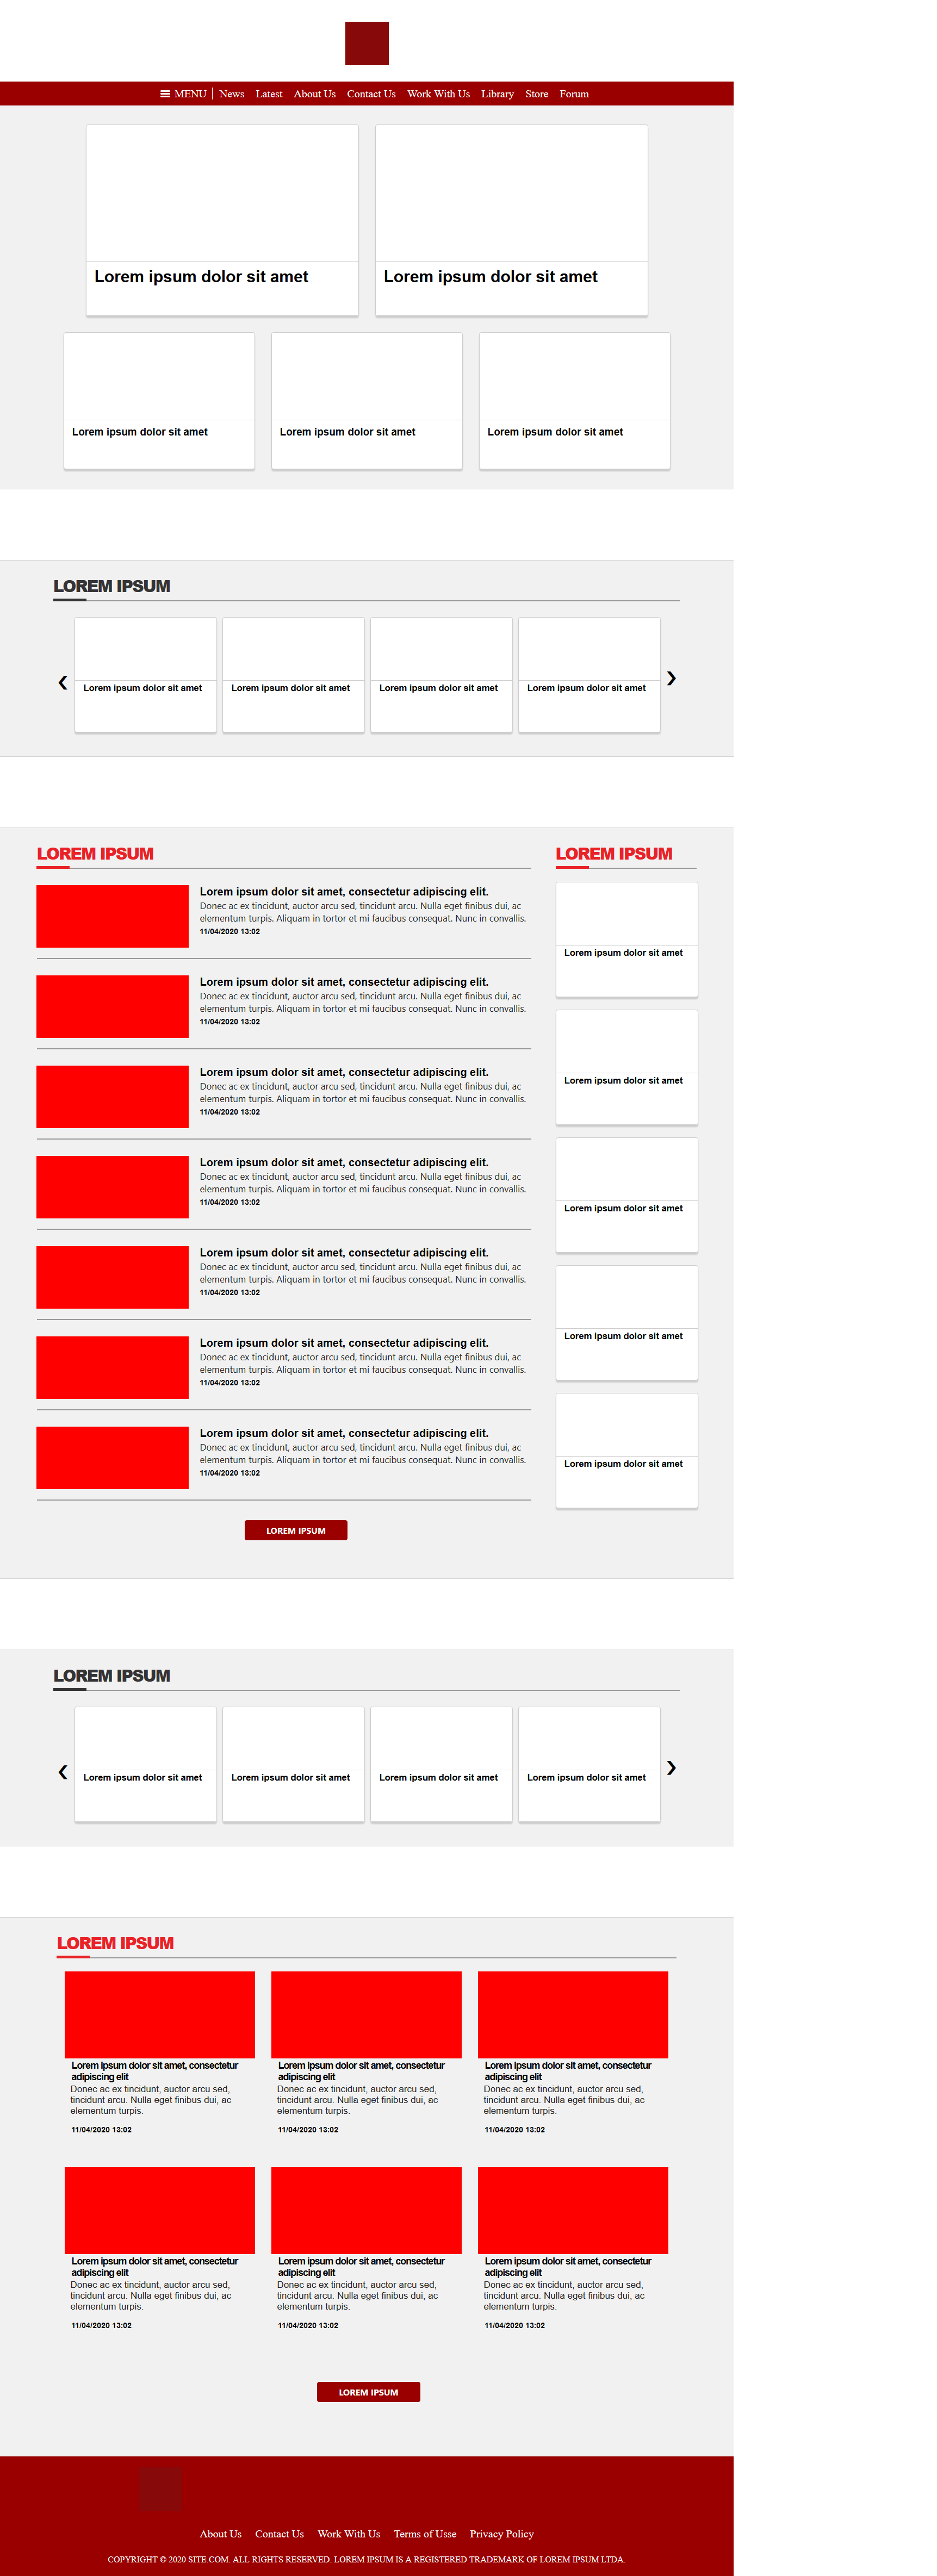 MENU News Latest About Us Contact Us Work With Us Library Store Forum
Lorem ipsum dolor sit amet
Lorem ipsum dolor sit amet
Lorem ipsum dolor sit amet
Lorem ipsum dolor sit amet
Lorem ipsum dolor sit amet
LOREM IPSUM
Lorem ipsum dolor sit amet
Lorem ipsum dolor sit amet
Lorem ipsum dolor sit amet
Lorem ipsum dolor sit amet
LOREM IPSUM
Lorem ipsum dolor sit amet, consectetur adipiscing elit.
Donec ac ex tincidunt, auctor arcu sed, tincidunt arcu. Nulla eget finibus dui, ac
elementum turpis. Aliquam in tortor et mi faucibus consequat. Nunc in convallis.
11/04/2020 13:02
Lorem ipsum dolor sit amet, consectetur adipiscing elit.
Donec ac ex tincidunt, auctor arcu sed, tincidunt arcu. Nulla eget finibus dui, ac
elementum turpis. Aliquam in tortor et mi faucibus consequat. Nunc in convallis.
11/04/2020 13:02
Lorem ipsum dolor sit amet, consectetur adipiscing elit.
Donec ac ex tincidunt, auctor arcu sed, tincidunt arcu. Nulla eget finibus dui, ac
elementum turpis. Aliquam in tortor et mi faucibus consequat. Nunc in convallis.
11/04/2020 13:02
Lorem ipsum dolor sit amet, consectetur adipiscing elit.
Donec ac ex tincidunt, auctor arcu sed, tincidunt arcu. Nulla eget finibus dui, ac
elementum turpis. Aliquam in tortor et mi faucibus consequat. Nunc in convallis.
11/04/2020 13:02
Lorem ipsum dolor sit amet, consectetur adipiscing elit.
Donec ac ex tincidunt, auctor arcu sed, tincidunt arcu. Nulla eget finibus dui, ac
elementum turpis. Aliquam in tortor et mi faucibus consequat. Nunc in convallis.
11/04/2020 13:02
Lorem ipsum dolor sit amet, consectetur adipiscing elit.
Donec ac ex tincidunt, auctor arcu sed, tincidunt arcu. Nulla eget finibus dui, ac
elementum turpis. Aliquam in tortor et mi faucibus consequat. Nunc in convallis.
11/04/2020 13:02
Lorem ipsum dolor sit amet, consectetur adipiscing elit.
Donec ac ex tincidunt, auctor arcu sed, tincidunt arcu. Nulla eget finibus dui, ac
elementum turpis. Aliquam in tortor et mi faucibus consequat. Nunc in convallis.
11/04/2020 13:02
LOREM IPSUM
LOREM IPSUM
Lorem ipsum dolor sit amet
Lorem ipsum dolor sit amet
Lorem ipsum dolor sit amet
Lorem ipsum dolor sit amet
Lorem ipsum dolor sit amet
LOREM IPSUM
Lorem ipsum dolor sit amet
Lorem ipsum dolor sit amet
Lorem ipsum dolor sit amet
Lorem ipsum dolor sit amet
LOREM IPSUM
Lorem ipsum dolor sit amet, consectetur
adipiscing elit
Donec ac ex tincidunt, auctor arcu sed,
tincidunt arcu. Nulla eget finibus dui, ac
elementum turpis.
11/04/2020 13:02
Lorem ipsum dolor sit amet, consectetur
adipiscing elit
Donec ac ex tincidunt, auctor arcu sed,
tincidunt arcu. Nulla eget finibus dui, ac
elementum turpis.
11/04/2020 13:02
Lorem ipsum dolor sit amet, consectetur
adipiscing elit
Donec ac ex tincidunt, auctor arcu sed,
tincidunt arcu. Nulla eget finibus dui, ac
elementum turpis.
11/04/2020 13:02
Lorem ipsum dolor sit amet, consectetur
adipiscing elit
Donec ac ex tincidunt, auctor arcu sed,
tincidunt arcu. Nulla eget finibus dui, ac
elementum turpis.
11/04/2020 13:02
Lorem ipsum dolor sit amet, consectetur
adipiscing elit
Donec ac ex tincidunt, auctor arcu sed,
tincidunt arcu. Nulla eget finibus dui, ac
elementum turpis.
11/04/2020 13:02
Lorem ipsum dolor sit amet, consectetur
adipiscing elit
Donec ac ex tincidunt, auctor arcu sed,
tincidunt arcu. Nulla eget finibus dui, ac
elementum turpis.
11/04/2020 13:02
LOREM IPSUM
About Us Contact Us Work With Us Terms of Usse Privacy Policy
COPYRIGHT © 2020 SITE.COM. ALL RIGHTS RESERVED. LOREM IPSUM IS A REGISTERED TRADEMARK OF LOREM IPSUM LTDA.